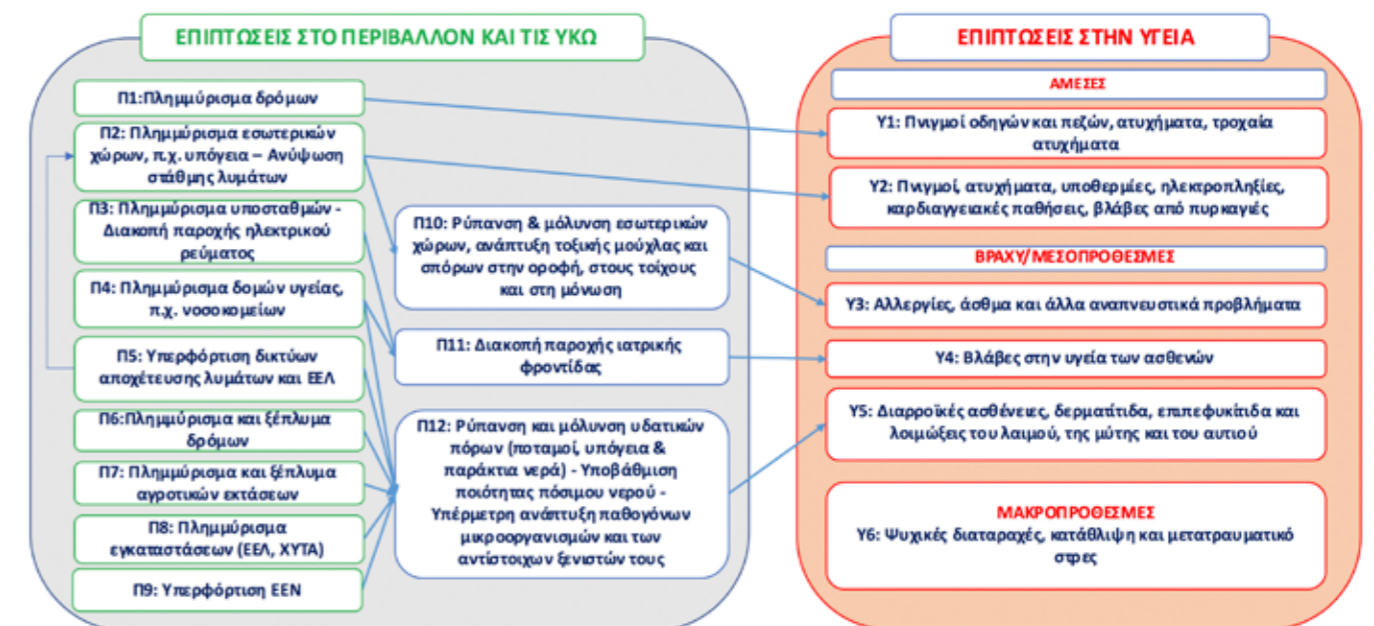 ΕΠΙΠΤΩΣΕΙΣ ΣΤΟ ΠΕΡΙΒΑΛΛΟΝ ΚΑΙ ΤΙΣ ΥΚΩ
Π1:Πλημμύρισμα δρόμων
Π2: Πλημμύρισμα εσωτερικών
χώρων, π.χ. υπόγεια – Ανύψωση
στάθμης λυμάτων
Π3: Πλημμύρισμα υποσταθμών -
Διακοπή παροχής ηλεκτρικού
ρεύματος
Π4: Πλημμύρισμα δομών υγείας,
π.χ. νοσοκομείων
Π5: Υπερφόρτιση δικτύων
αποχέτευσης λυμάτων και ΕΕΛ
Π6:Πλημμύρισμα και ξέπλυμα
δρόμων
Π7: Πλημμύρισμα και ξέπλυμα
αγροτικών εκτάσεων
Π8: Πλημμύρισμα
εγκαταστάσεων (ΕΕΛ, ΧΥΤΑ)
Π9: Υπερφόρτιση ΕΕΝ
Π10: Ρύπανση & μόλυνση εσωτερικών
χώρων, ανάπτυξη τοξικής μούχλας και
σπόρων στην οροφή, στους τοίχους
και στη μόνωση
Π11: Διακοπή παροχής ιατρικής
φροντίδας
Π12: Ρύπανση και μόλυνση υδατικών
πόρων (ποταμοί, υπόγεια &
παράκτια νερά) - Υποβάθμιση
ποιότητας πόσιμου νερού -
Υπέρμετρη ανάπτυξη παθογόνων
μικροοργανισμών και των
αντίστοιχων ξενιστών τους
ΕΠΙΠΤΩΣΕΙΣ ΣΤΗΝ ΥΓΕΙΑ
ΑΜΕΣΕΣ
Υ1: Πνιγμοί οδηγών και πεζών, ατυχήματα, τροχαία
ατυχήματα
Υ2: Πνιγμοί, ατυχήματα, υποθερμίες, ηλεκτροπληξίες,
καρδιαγγειακές παθήσεις, βλάβες από πυρκαγιές
ΒΡΑΧΥ/ΜΕΣΟΠΡΟΘΕΣΜΕΣ
Υ3: Αλλεργίες, άσθμα και άλλα αναπνευστικά προβλήματα
Υ4: Βλάβες στην υγεία των ασθενών
Υ5: Διαρροϊκές ασθένειες, δερματίτιδα, επιπεφυκίτιδα και
λοιμώξεις του λαιμού, της μύτης και του αυτιού
ΜΑΚΡΟΠΡΟΘΕΣΜΕΣ
Υ6: Ψυχικές διαταραχές, κατάθλιψη και μετατραυματικό
στρες